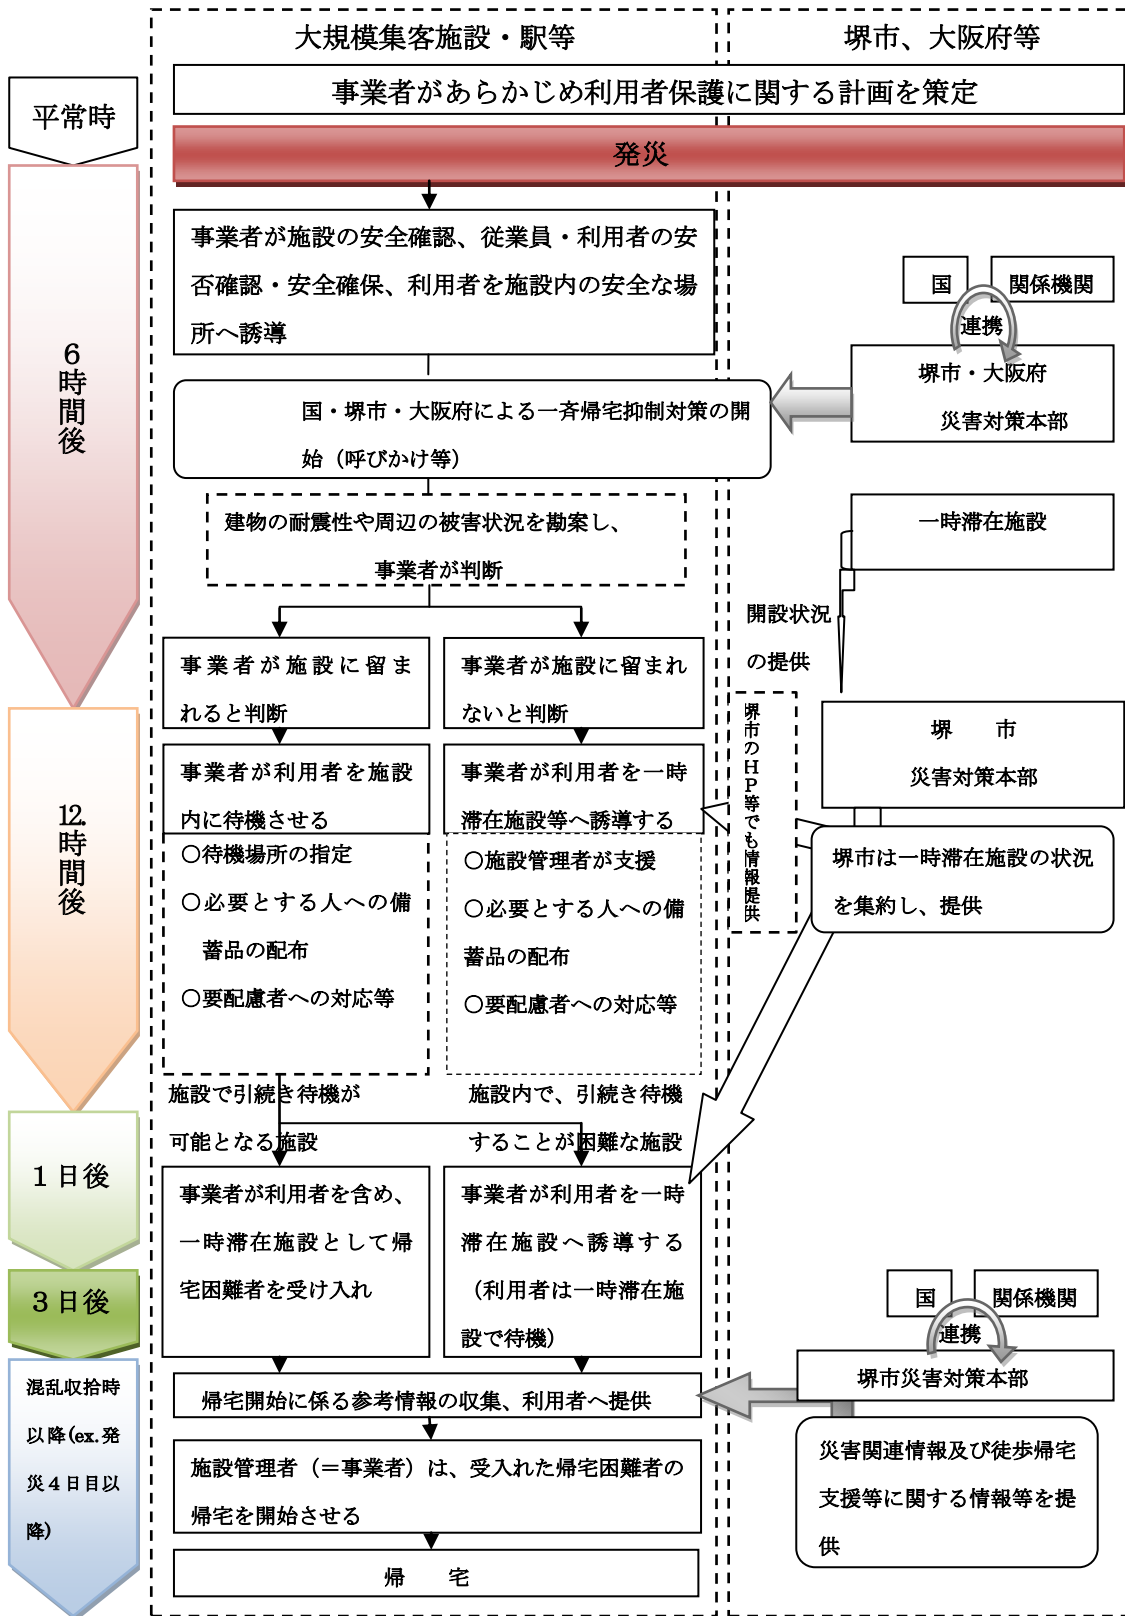 大規模集客施設・駅等
堺市、大阪府等
平常時
事業者があらかじめ利用者保護に関する計画を策定
発災
6時間後
事業者が施設の安全確認、従業員・利用者の安
否確認・安全確保、利用者を施設内の安全な場
所へ誘導
国
関係機関
連携
堺市・大阪府
災害対策本部
国・堺市・大阪府による一斉帰宅抑制対策の開
始（呼びかけ等）
建物の耐震性や周辺の被害状況を勘案し、
事業者が判断
一時滞在施設
開設状況
の提供
事業者が施設に留ま
れると判断
事業者が施設に留まれ
ないと判断
12時間後
事業者が利用者を施設
内に待機させる
○待機場所の指定
○必要とする人への備
蓄品の配布
○要配慮者への対応等
事業者が利用者を一時
滞在施設等へ誘導する
○施設管理者が支援
○必要とする人への備
蓄品の配布
○要配慮者への対応等
堺市のHP等でも情報提供
堺　市
災害対策本部
堺市は一時滞在施設の状況
を集約し、提供
施設で引続き待機が
可能となる施設
施設内で、引続き待機
することが困難な施設
1日後
事業者が利用者を含め、
一時滞在施設として帰
宅困難者を受け入れ
事業者が利用者を一時
滞在施設へ誘導する
（利用者は一時滞在施
設で待機）
3日後
国
関係機関
連携
堺市災害対策本部
混乱収拾時
以降(ex.発
災4日目以
降)
帰宅開始に係る参考情報の収集、利用者へ提供
施設管理者（＝事業者）は、受入れた帰宅困難者の
帰宅を開始させる
帰　宅
災害関連情報及び徒歩帰宅
支援等に関する情報等を提
供